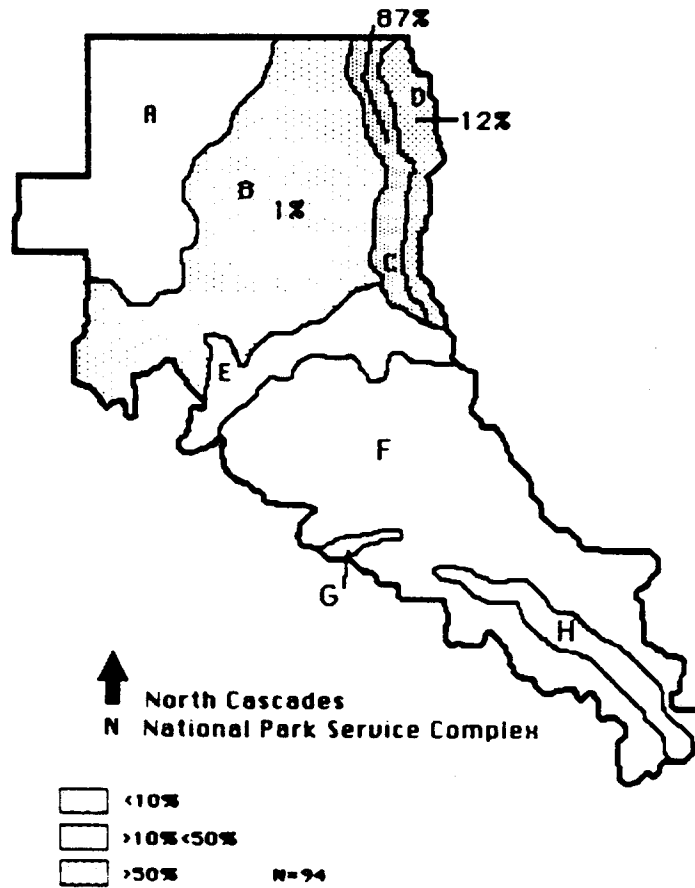 87%
A
D
12%
B
1%
C
E
F
G
H
North Cascades
N National Park Service Complex
<10%
>10%<50%
>50% N=94